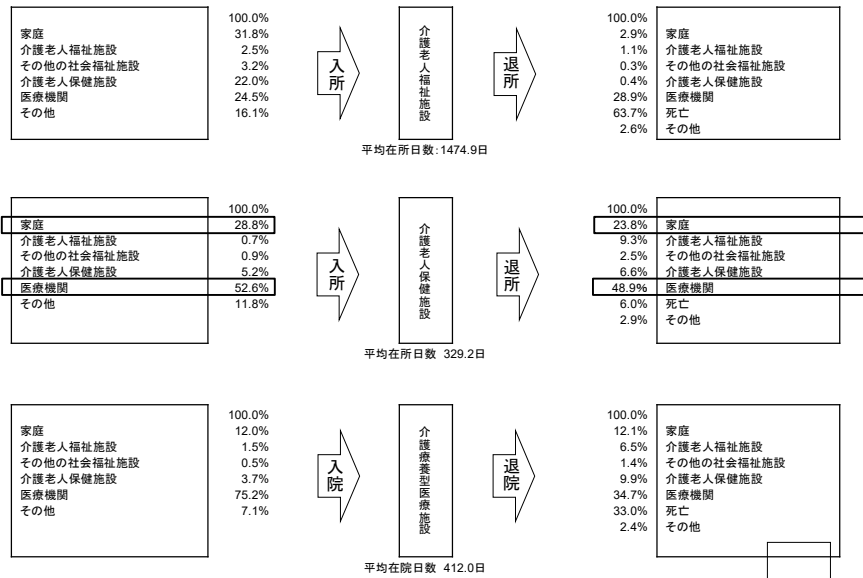 100.0%
家庭 31.8%
介護老人福祉施設 2.5%
その他の社会福祉施設 3.2%
介護老人保健施設 22.0%
医療機関 24.5%
その他 16.1%
入所
介護老人福祉施設
退所
100.0%
2.9% 家庭
1.1% 介護老人福祉施設
0.3% その他の社会福祉施設
0.4% 介護老人保健施設
28.9% 医療機関
63.7% 死亡
2.6% その他
平均在所日数:1474.9日
100.0%
家庭 28.8%
介護老人福祉施設 0.7%
その他の社会福祉施設 0.9%
介護老人保健施設 5.2%
医療機関 52.6%
その他 11.8%
入所
介護老人保健施設
退所
100.0%
23.8% 家庭
9.3% 介護老人福祉施設
2.5% その他の社会福祉施設
6.6% 介護老人保健施設
48.9% 医療機関
6.0% 死亡
2.9% その他
平均在所日数 329.2日
100.0%
家庭 12.0%
介護老人福祉施設 1.5%
その他の社会福祉施設 0.5%
介護老人保健施設 3.7%
医療機関 75.2%
その他 7.1%
入院
介護療養型医療施設
退院
100.0%
12.1% 家庭
6.5% 介護老人福祉施設
1.4% その他の社会福祉施設
9.9% 介護老人保健施設
34.7% 医療機関
33.0% 死亡
2.4% その他
平均在院日数 412.0日